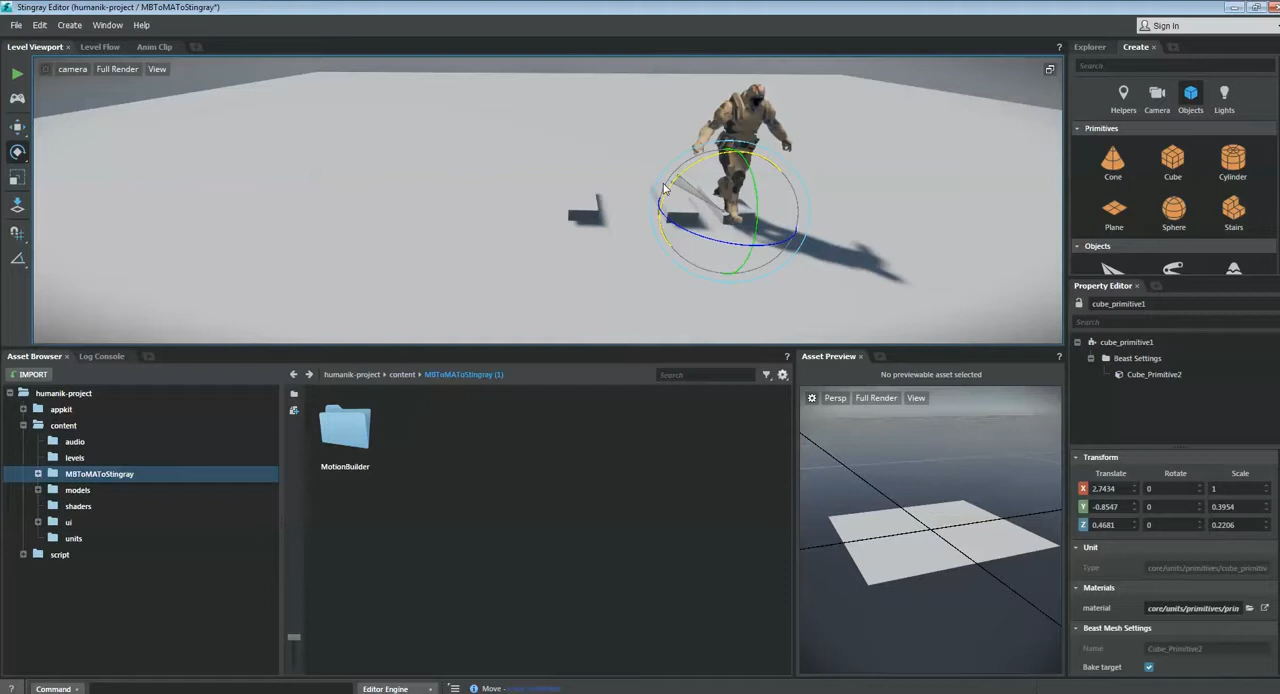 Stingray Editor (humanik-project / MBToMAToStingray*)
File Edit Create Window Help
Sign In
Level Viewport × Level Flow Anim Clip
?
Explorer Create ×
camera Full Render View
Search...
Helpers Camera Objects Lights
Primitives
Cone Cube Cylinder
Plane Sphere Stairs
Objects
Property Editor ×
cube_primitive1
Search
cube_primitive1
Beast Settings
Cube_Primitive2
Asset Browser × Log Console
?
Asset Preview ×
?
IMPORT
humanik-project content MBToMAToStingray (1)
Search
No previewable asset selected
humanik-project
appkit
content
audio
levels
MBToMAToStingray
models
shaders
ui
units
script
MotionBuilder
Persp Full Render View
Transform
Translate Rotate Scale
X 2.7434 0 1
Y -0.8547 0 0.3954
Z 0.4681 0 0.2206
Unit
Type core/units/primitives/cube_primitiv
Materials
material core/units/primitives/prin
Beast Mesh Settings
Name Cube_Primitive2
Bake target
? Command Editor Engine Move -